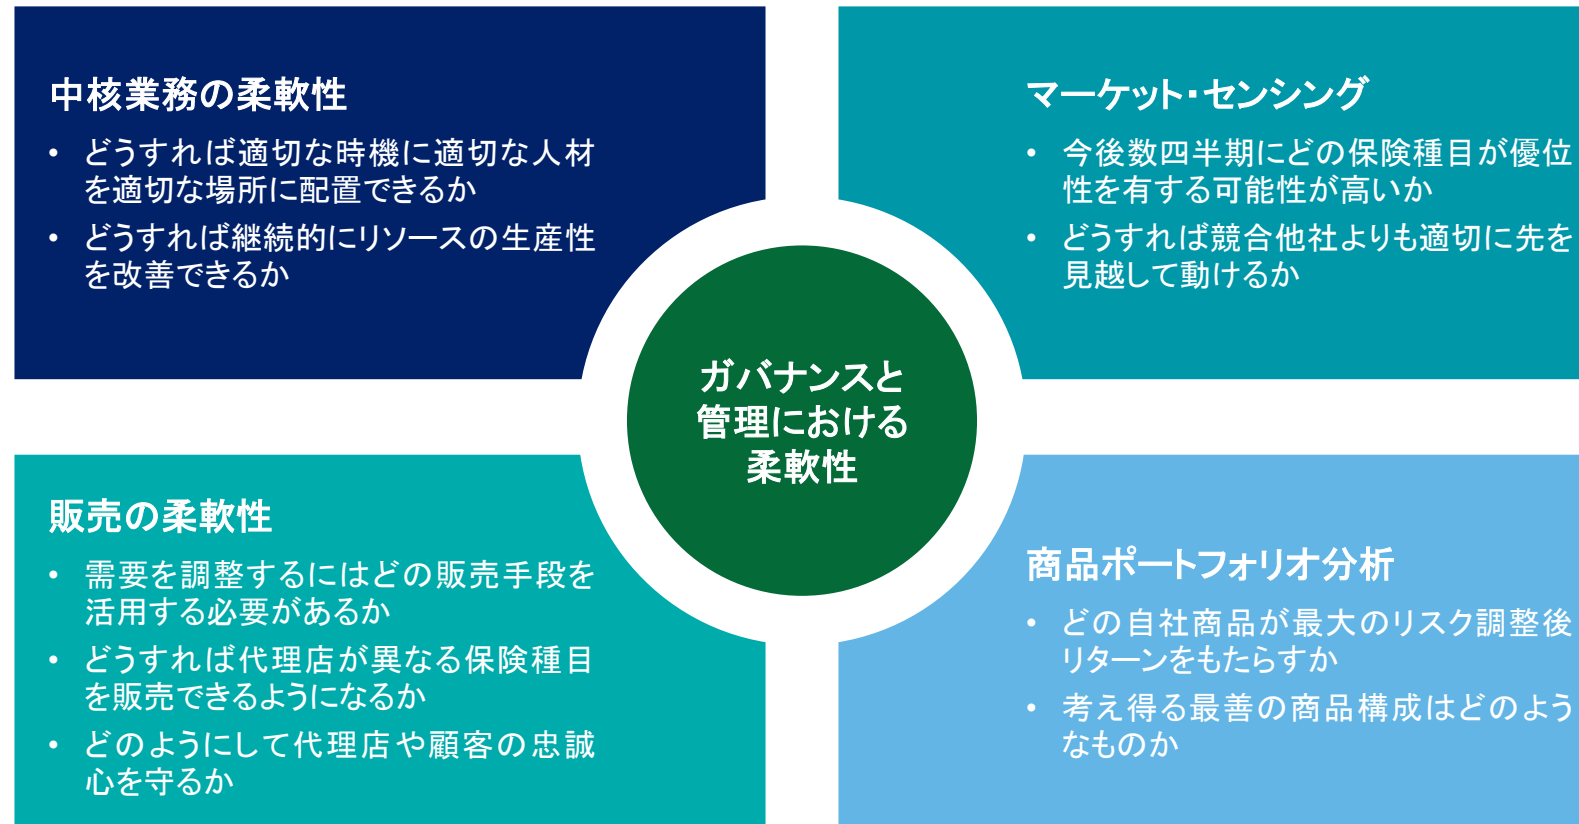 中核業務の柔軟性
• どうすれば適切な時機に適切な人材
を適切な場所に配置できるか
• どうすれば継続的にリソースの生産性
を改善できるか
マーケット・センシング
• 今後数四半期にどの保険種目が優位
性を有する可能性が高いか
• どうすれば競合他社よりも適切に先を
見越して動けるか
ガバナンスと
管理における
柔軟性
販売の柔軟性
• 需要を調整するにはどの販売手段を
活用する必要があるか
• どうすれば代理店が異なる保険種目
を販売できるようになるか
• どのようにして代理店や顧客の忠誠
心を守るか
商品ポートフォリオ分析
• どの自社商品が最大のリスク調整後
リターンをもたらすか
• 考え得る最善の商品構成はどのよう
なものか